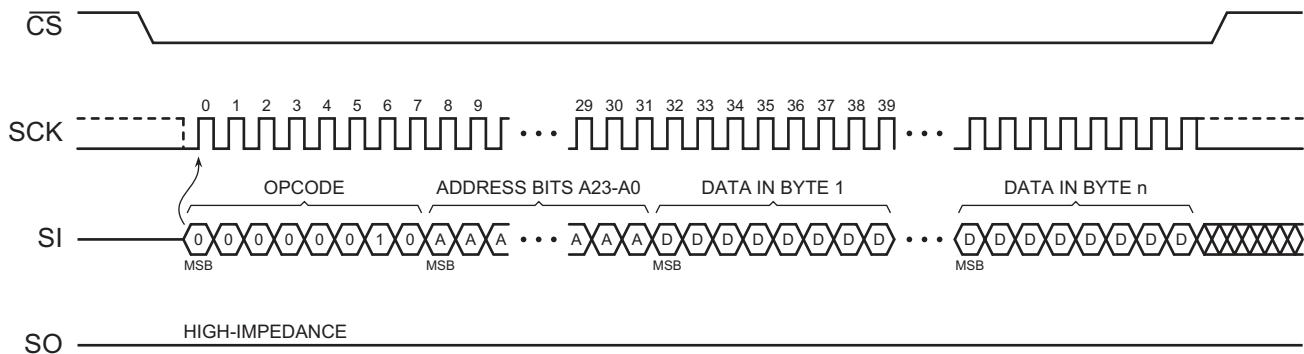 CS
0 1 2 3 4 5 6 7 8 9 29 30 31 32 33 34 35 36 37 38 39
SCK
OPCODE ADDRESS BITS A23-A0 DATA IN BYTE 1 DATA IN BYTE n
SI 0 0 0 0 0 0 1 0 A A A A A A D D D D D D D D D D D D D D D D
MSB MSB MSB MSB
HIGH-IMPEDANCE
SO